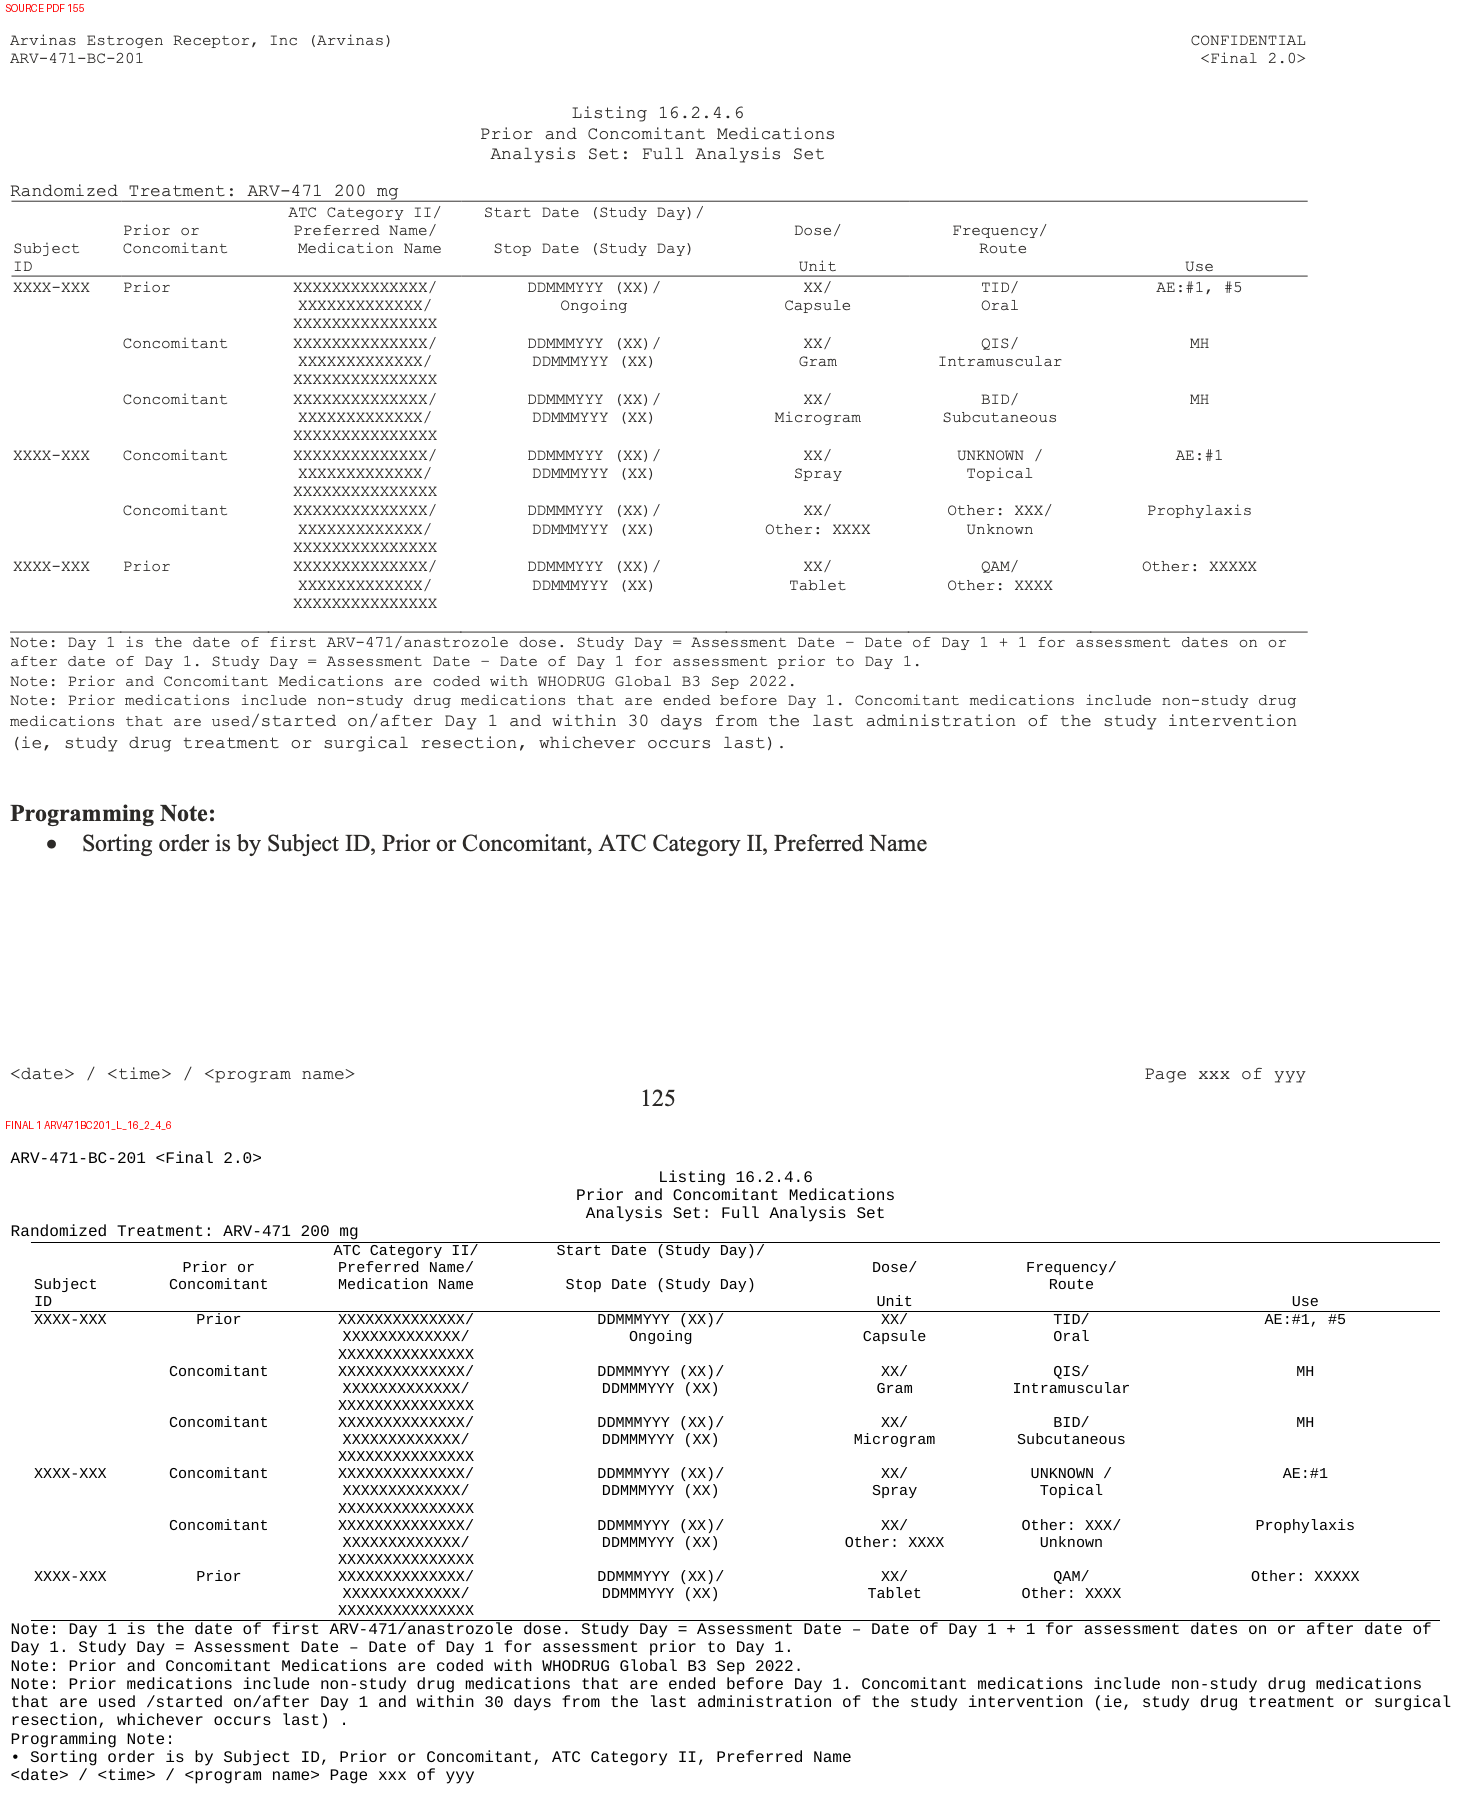 SOURCE PDF 155
Arvinas Estrogen Receptor, Inc (Arvinas) CONFIDENTIAL
ARV-471-BC-201 <Final 2.0>
Listing 16.2.4.6
Prior and Concomitant Medications
Analysis Set: Full Analysis Set
Randomized Treatment: ARV-471 200 mg
ATC Category II/ Start Date (Study Day)/
Prior or Preferred Name/ Dose/ Frequency/
Subject Concomitant Medication Name Stop Date (Study Day) Route
ID Unit Use
XXXX-XXX Prior XXXXXXXXXXXXXX/ DDMMMYYY (XX)/ XX/ TID/ AE:#1, #5
XXXXXXXXXXXXX/ Ongoing Capsule Oral
XXXXXXXXXXXXXXX
Concomitant XXXXXXXXXXXXXX/ DDMMMYYY (XX)/ XX/ QIS/ MH
XXXXXXXXXXXXX/ DDMMMYYY (XX) Gram Intramuscular
XXXXXXXXXXXXXXX
Concomitant XXXXXXXXXXXXXX/ DDMMMYYY (XX)/ XX/ BID/ MH
XXXXXXXXXXXXX/ DDMMMYYY (XX) Microgram Subcutaneous
XXXXXXXXXXXXXXX
XXXX-XXX Concomitant XXXXXXXXXXXXXX/ DDMMMYYY (XX)/ XX/ UNKNOWN / AE:#1
XXXXXXXXXXXXX/ DDMMMYYY (XX) Spray Topical
XXXXXXXXXXXXXXX
Concomitant XXXXXXXXXXXXXX/ DDMMMYYY (XX)/ XX/ Other: XXX/ Prophylaxis
XXXXXXXXXXXXX/ DDMMMYYY (XX) Other: XXXX Unknown
XXXXXXXXXXXXXXX
XXXX-XXX Prior XXXXXXXXXXXXXX/ DDMMMYYY (XX)/ XX/ QAM/ Other: XXXXX
XXXXXXXXXXXXX/ DDMMMYYY (XX) Tablet Other: XXXX
XXXXXXXXXXXXXXX
Note: Day 1 is the date of first ARV-471/anastrozole dose. Study Day = Assessment Date – Date of Day 1 + 1 for assessment dates on or
after date of Day 1. Study Day = Assessment Date – Date of Day 1 for assessment prior to Day 1.
Note: Prior and Concomitant Medications are coded with WHODRUG Global B3 Sep 2022.
Note: Prior medications include non-study drug medications that are ended before Day 1. Concomitant medications include non-study drug
medications that are used/started on/after Day 1 and within 30 days from the last administration of the study intervention
(ie, study drug treatment or surgical resection, whichever occurs last).
Programming Note:
• Sorting order is by Subject ID, Prior or Concomitant, ATC Category II, Preferred Name
<date> / <time> / <program name> Page xxx of yyy
125
FINAL 1 ARV471BC201_L_16_2_4_6
ARV-471-BC-201 <Final 2.0>
Listing 16.2.4.6
Prior and Concomitant Medications
Analysis Set: Full Analysis Set
Randomized Treatment: ARV-471 200 mg
ATC Category II/ Start Date (Study Day)/
Prior or Preferred Name/ Dose/ Frequency/
Subject Concomitant Medication Name Stop Date (Study Day) Route
ID Unit Use
XXXX-XXX Prior XXXXXXXXXXXXXX/ DDMMMYYY (XX)/ XX/ TID/ AE:#1, #5
XXXXXXXXXXXXX/ Ongoing Capsule Oral
XXXXXXXXXXXXXXX
Concomitant XXXXXXXXXXXXXX/ DDMMMYYY (XX)/ XX/ QIS/ MH
XXXXXXXXXXXXX/ DDMMMYYY (XX) Gram Intramuscular
XXXXXXXXXXXXXXX
Concomitant XXXXXXXXXXXXXX/ DDMMMYYY (XX)/ XX/ BID/ MH
XXXXXXXXXXXXX/ DDMMMYYY (XX) Microgram Subcutaneous
XXXXXXXXXXXXXXX
XXXX-XXX Concomitant XXXXXXXXXXXXXX/ DDMMMYYY (XX)/ XX/ UNKNOWN / AE:#1
XXXXXXXXXXXXX/ DDMMMYYY (XX) Spray Topical
XXXXXXXXXXXXXXX
Concomitant XXXXXXXXXXXXXX/ DDMMMYYY (XX)/ XX/ Other: XXX/ Prophylaxis
XXXXXXXXXXXXX/ DDMMMYYY (XX) Other: XXXX Unknown
XXXXXXXXXXXXXXX
XXXX-XXX Prior XXXXXXXXXXXXXX/ DDMMMYYY (XX)/ XX/ QAM/ Other: XXXXX
XXXXXXXXXXXXX/ DDMMMYYY (XX) Tablet Other: XXXX
XXXXXXXXXXXXXXX
Note: Day 1 is the date of first ARV-471/anastrozole dose. Study Day = Assessment Date – Date of Day 1 + 1 for assessment dates on or after date of
Day 1. Study Day = Assessment Date – Date of Day 1 for assessment prior to Day 1.
Note: Prior and Concomitant Medications are coded with WHODRUG Global B3 Sep 2022.
Note: Prior medications include non-study drug medications that are ended before Day 1. Concomitant medications include non-study drug medications
that are used /started on/after Day 1 and within 30 days from the last administration of the study intervention (ie, study drug treatment or surgical
resection, whichever occurs last) .
Programming Note:
• Sorting order is by Subject ID, Prior or Concomitant, ATC Category II, Preferred Name
<date> / <time> / <program name> Page xxx of yyy